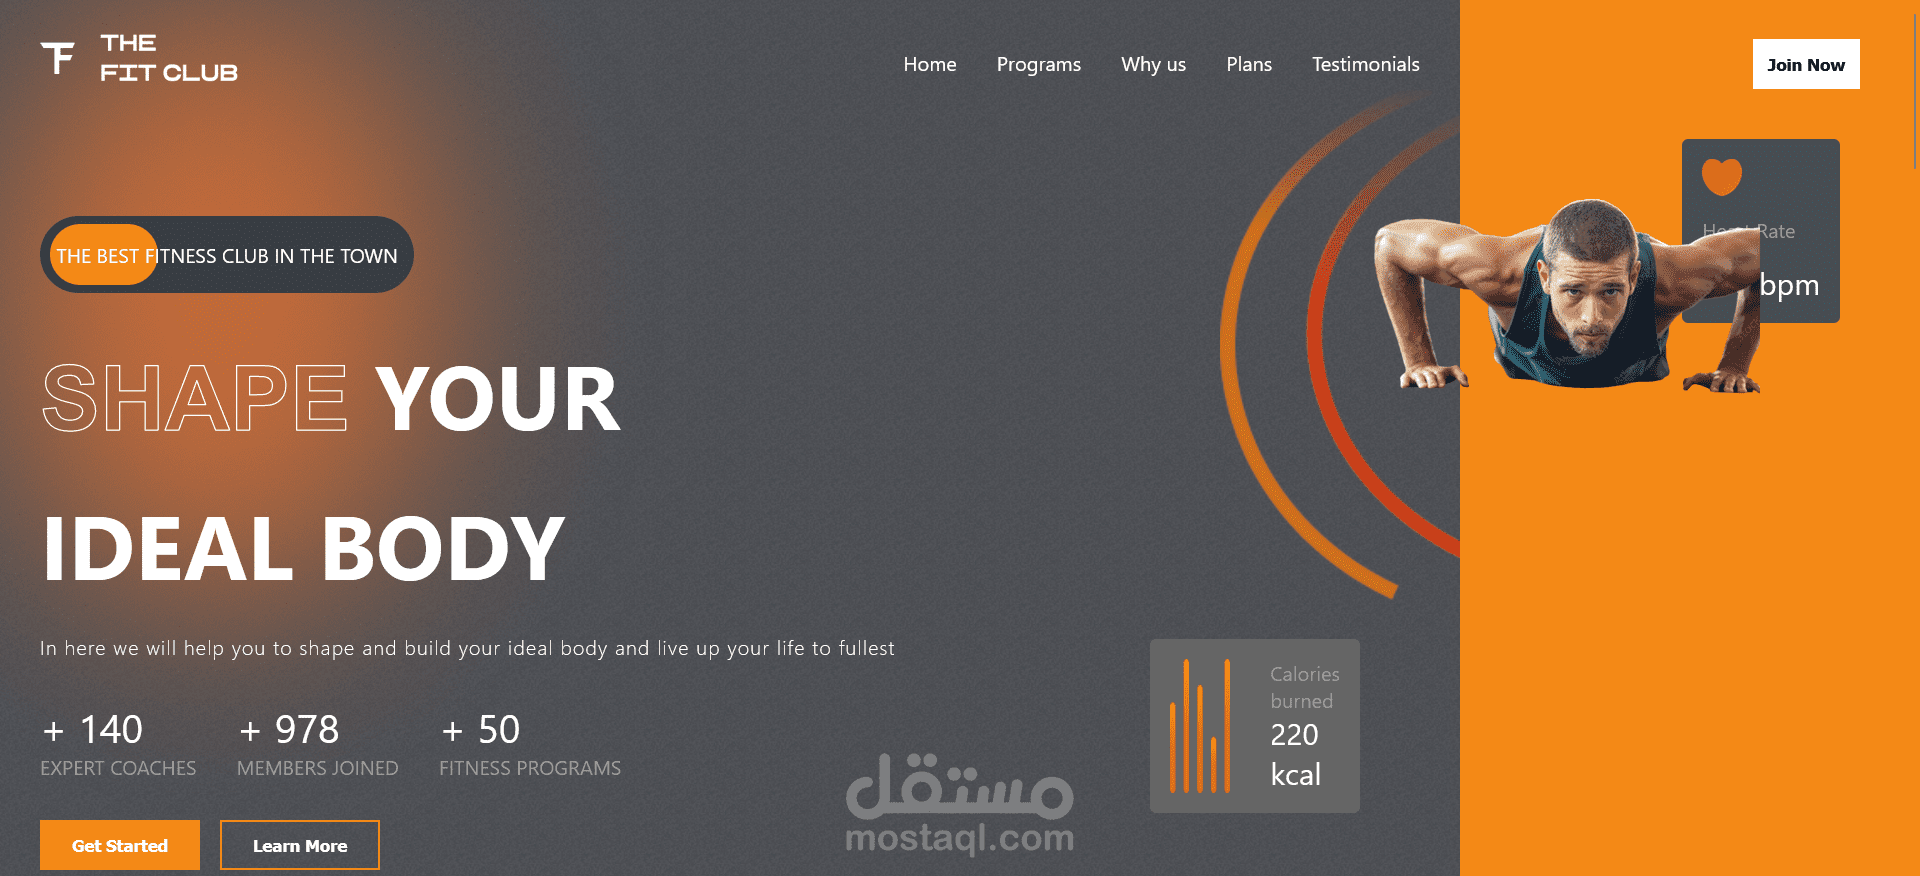 THE
FIT CLUB
Home
Programs
Why us
Plans
Testimonials
Join Now
Rate
bpm
THE BEST FITNESS CLUB IN THE TOWN
SHAPE YOUR
IDEAL BODY
In here we will help you to shape and build your ideal body and live up your life to fullest
+ 140
EXPERT COACHES
+ 978
MEMBERS JOINED
+ 50
FITNESS PROGRAMS
Get Started
Learn More
Calories
burned
220
kcal
مستقل
mostaql.com